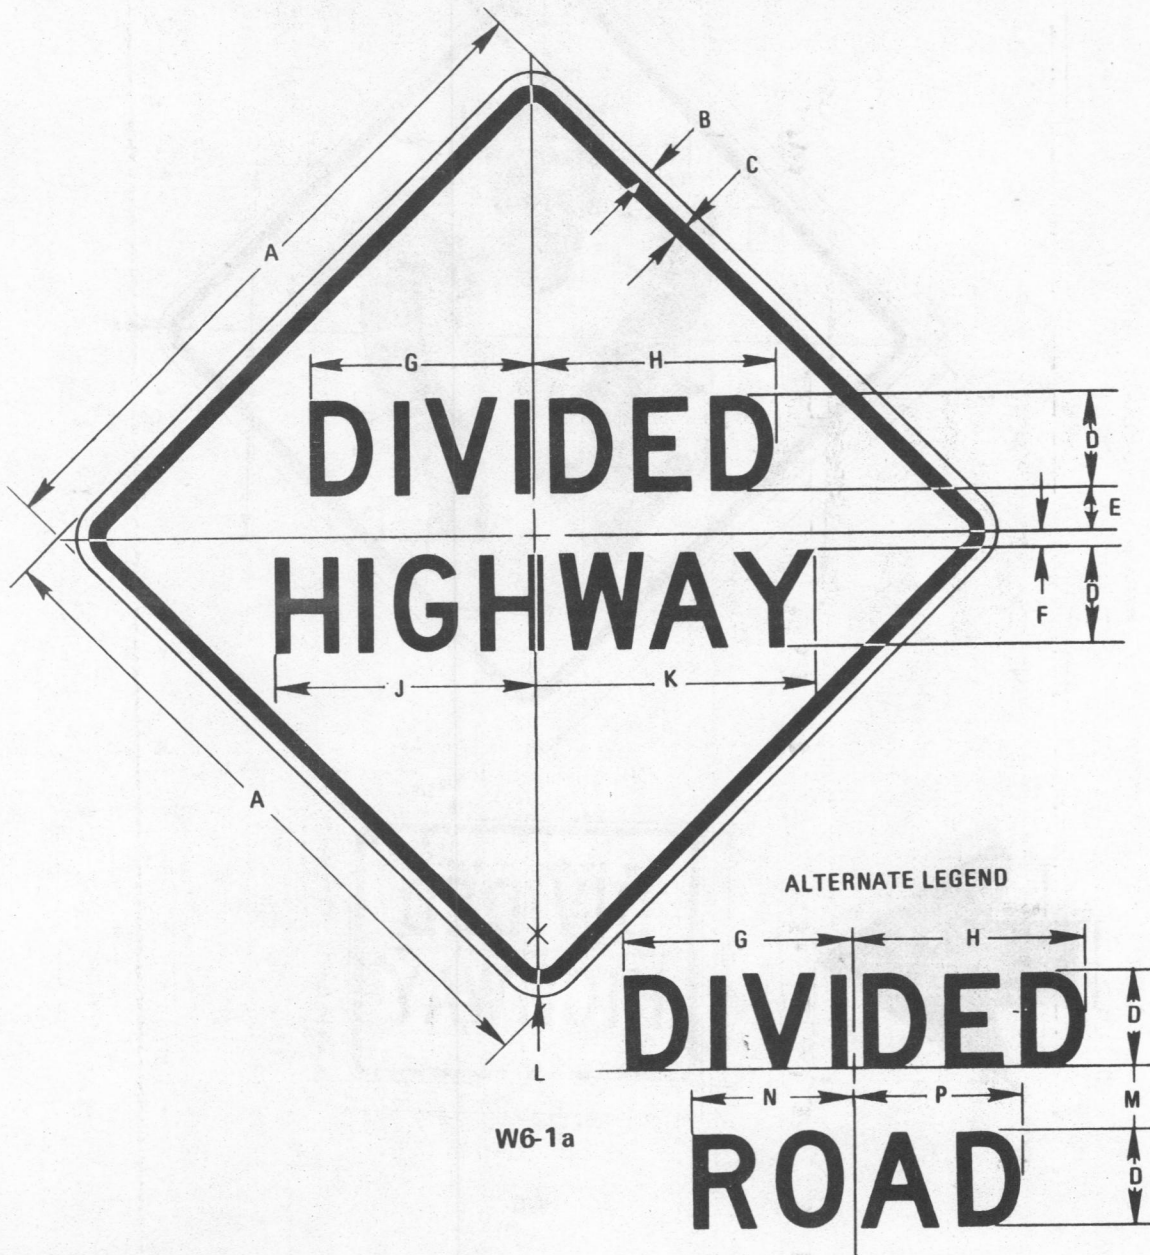 B
C
A
G H
DIVIDED
D
E
HIGHWAY
F D
J K
A
ALTERNATE LEGEND
G H
DIVIDED
D
L
N P M
W6-1a
ROAD
D